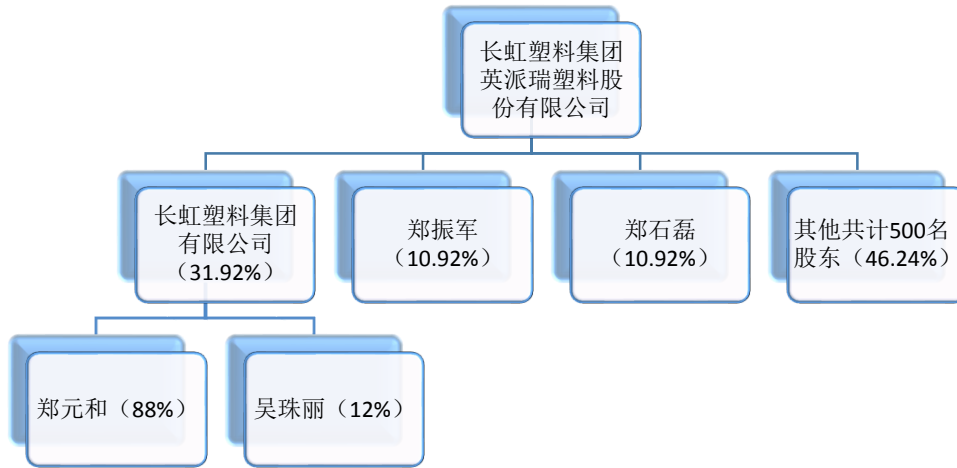 长虹塑料集团
英派瑞塑料股
份有限公司
长虹塑料集团
有限公司
（31.92%）
郑振军
（10.92%）
郑石磊
（10.92%）
其他共计500名
股东（46.24%）
郑元和（88%）
吴珠丽（12%）